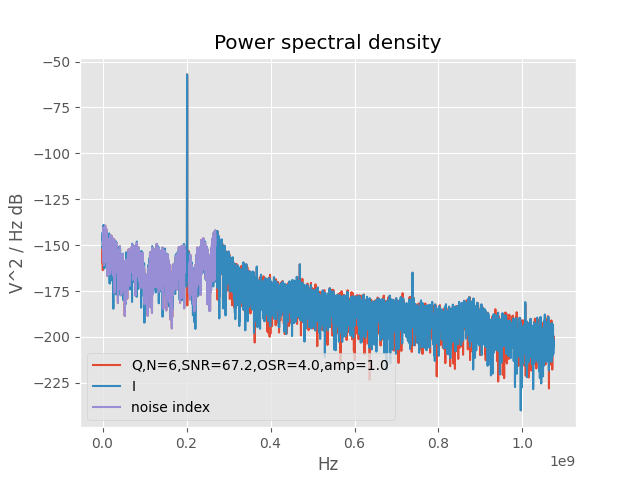 Power spectral density
−50
−75
−100
−125
−150
−175
−200
−225
V^2 / Hz dB
Q,N=6,SNR=67.2,OSR=4.0,amp=1.0
I
noise index
0.0 0.2 0.4 0.6 0.8 1.0
1e9
Hz